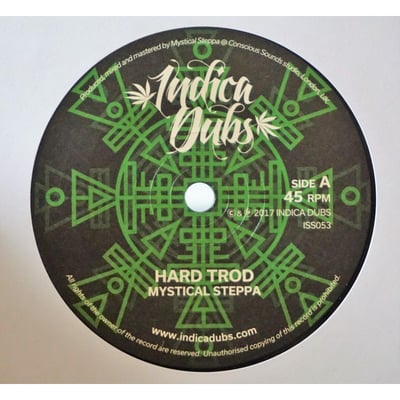 Produced, mixed and mastered by Mystical Steppa @ Conscious Sounds studio, London, UK.
Indica
Dubs
SIDE A
45 RPM
© & ℗ 2017 INDICA DUBS
ISS053
HARD TROD
MYSTICAL STEPPA
www.indicadubs.com
All rights of the owner of the record are reserved. Unauthorised copying of this record is prohibited.